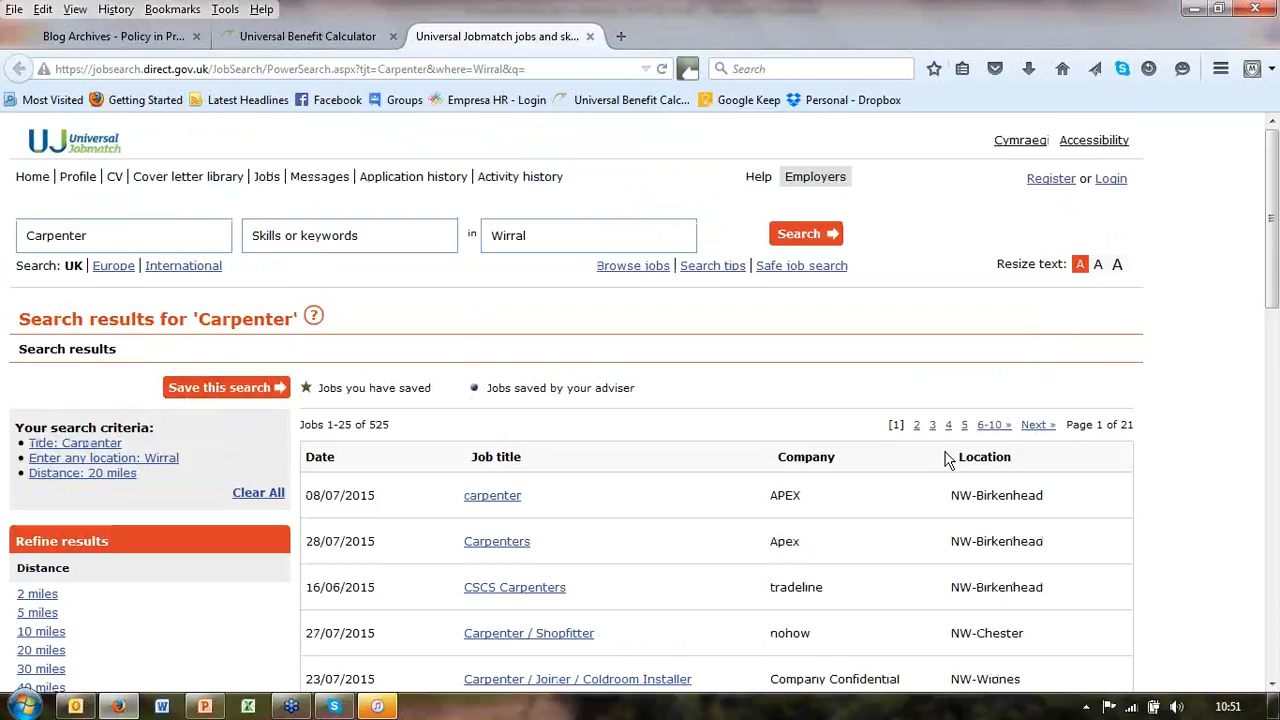 File Edit View History Bookmarks Tools Help
Blog Archives - Policy in Pr... × Universal Benefit Calculator × Universal Jobmatch jobs and sk... × +
https://jobsearch.direct.gov.uk/JobSearch/PowerSearch.aspx?tjt=Carpenter&where=Wirral&q= Search
Most Visited Getting Started Latest Headlines Facebook Groups Empresa HR - Login Universal Benefit Calc... Google Keep Personal - Dropbox
UJ Universal Jobmatch
Cymraeg Accessibility
Home | Profile | CV | Cover letter library | Jobs | Messages | Application history | Activity history Help Employers Register or Login
Carpenter Skills or keywords in Wirral Search
Search: UK | Europe | International Browse jobs | Search tips | Safe job search Resize text: A A A
Search results for 'Carpenter' ?
Search results
Save this search Jobs you have saved Jobs saved by your adviser
Your search criteria:
Title: Carpenter
Enter any location: Wirral
Distance: 20 miles
Clear All
Refine results
Distance
2 miles
5 miles
10 miles
20 miles
30 miles
40 miles
Jobs 1-25 of 525 [1] 2 3 4 5 6-10 » Next » Page 1 of 21
Date Job title Company Location
08/07/2015 carpenter APEX NW-Birkenhead
28/07/2015 Carpenters Apex NW-Birkenhead
16/06/2015 CSCS Carpenters tradeline NW-Birkenhead
27/07/2015 Carpenter / Shopfitter nohow NW-Chester
23/07/2015 Carpenter / Joiner / Coldroom Installer Company Confidential NW-Widnes
10:51